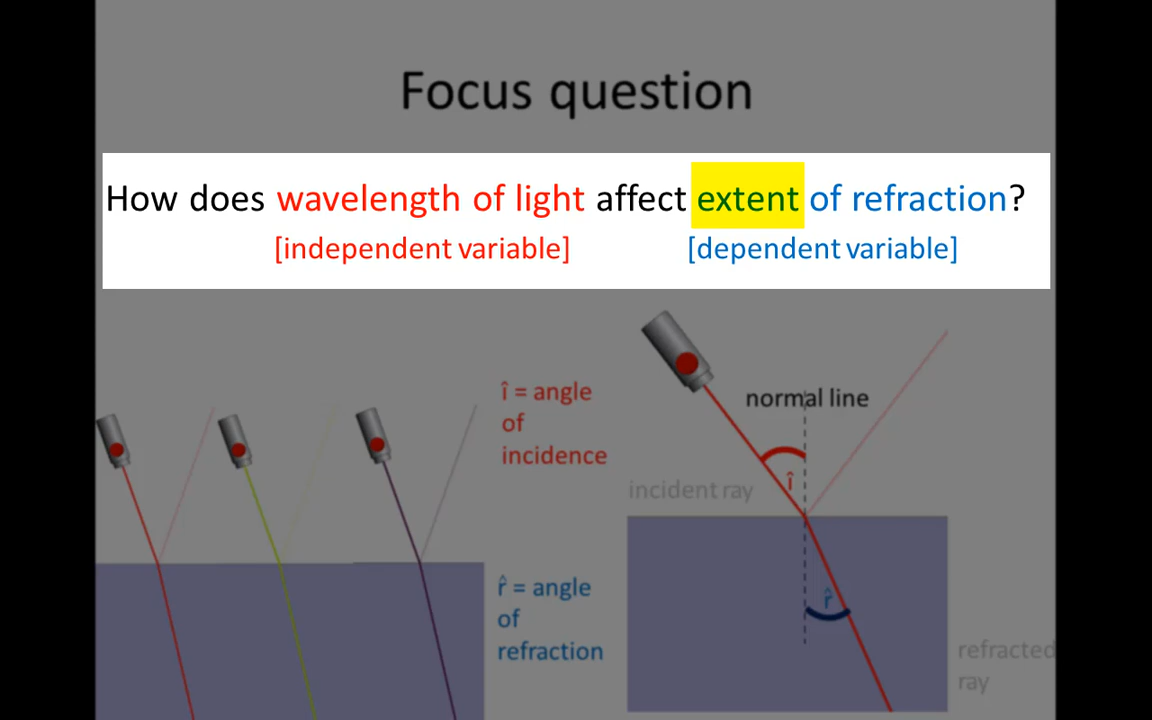 Focus question
How does wavelength of light affect extent of refraction?
[independent variable] [dependent variable]
î = angle
of
incidence
normal line
incident ray
î
r̂ = angle
of
refraction
r̂
refracted
ray